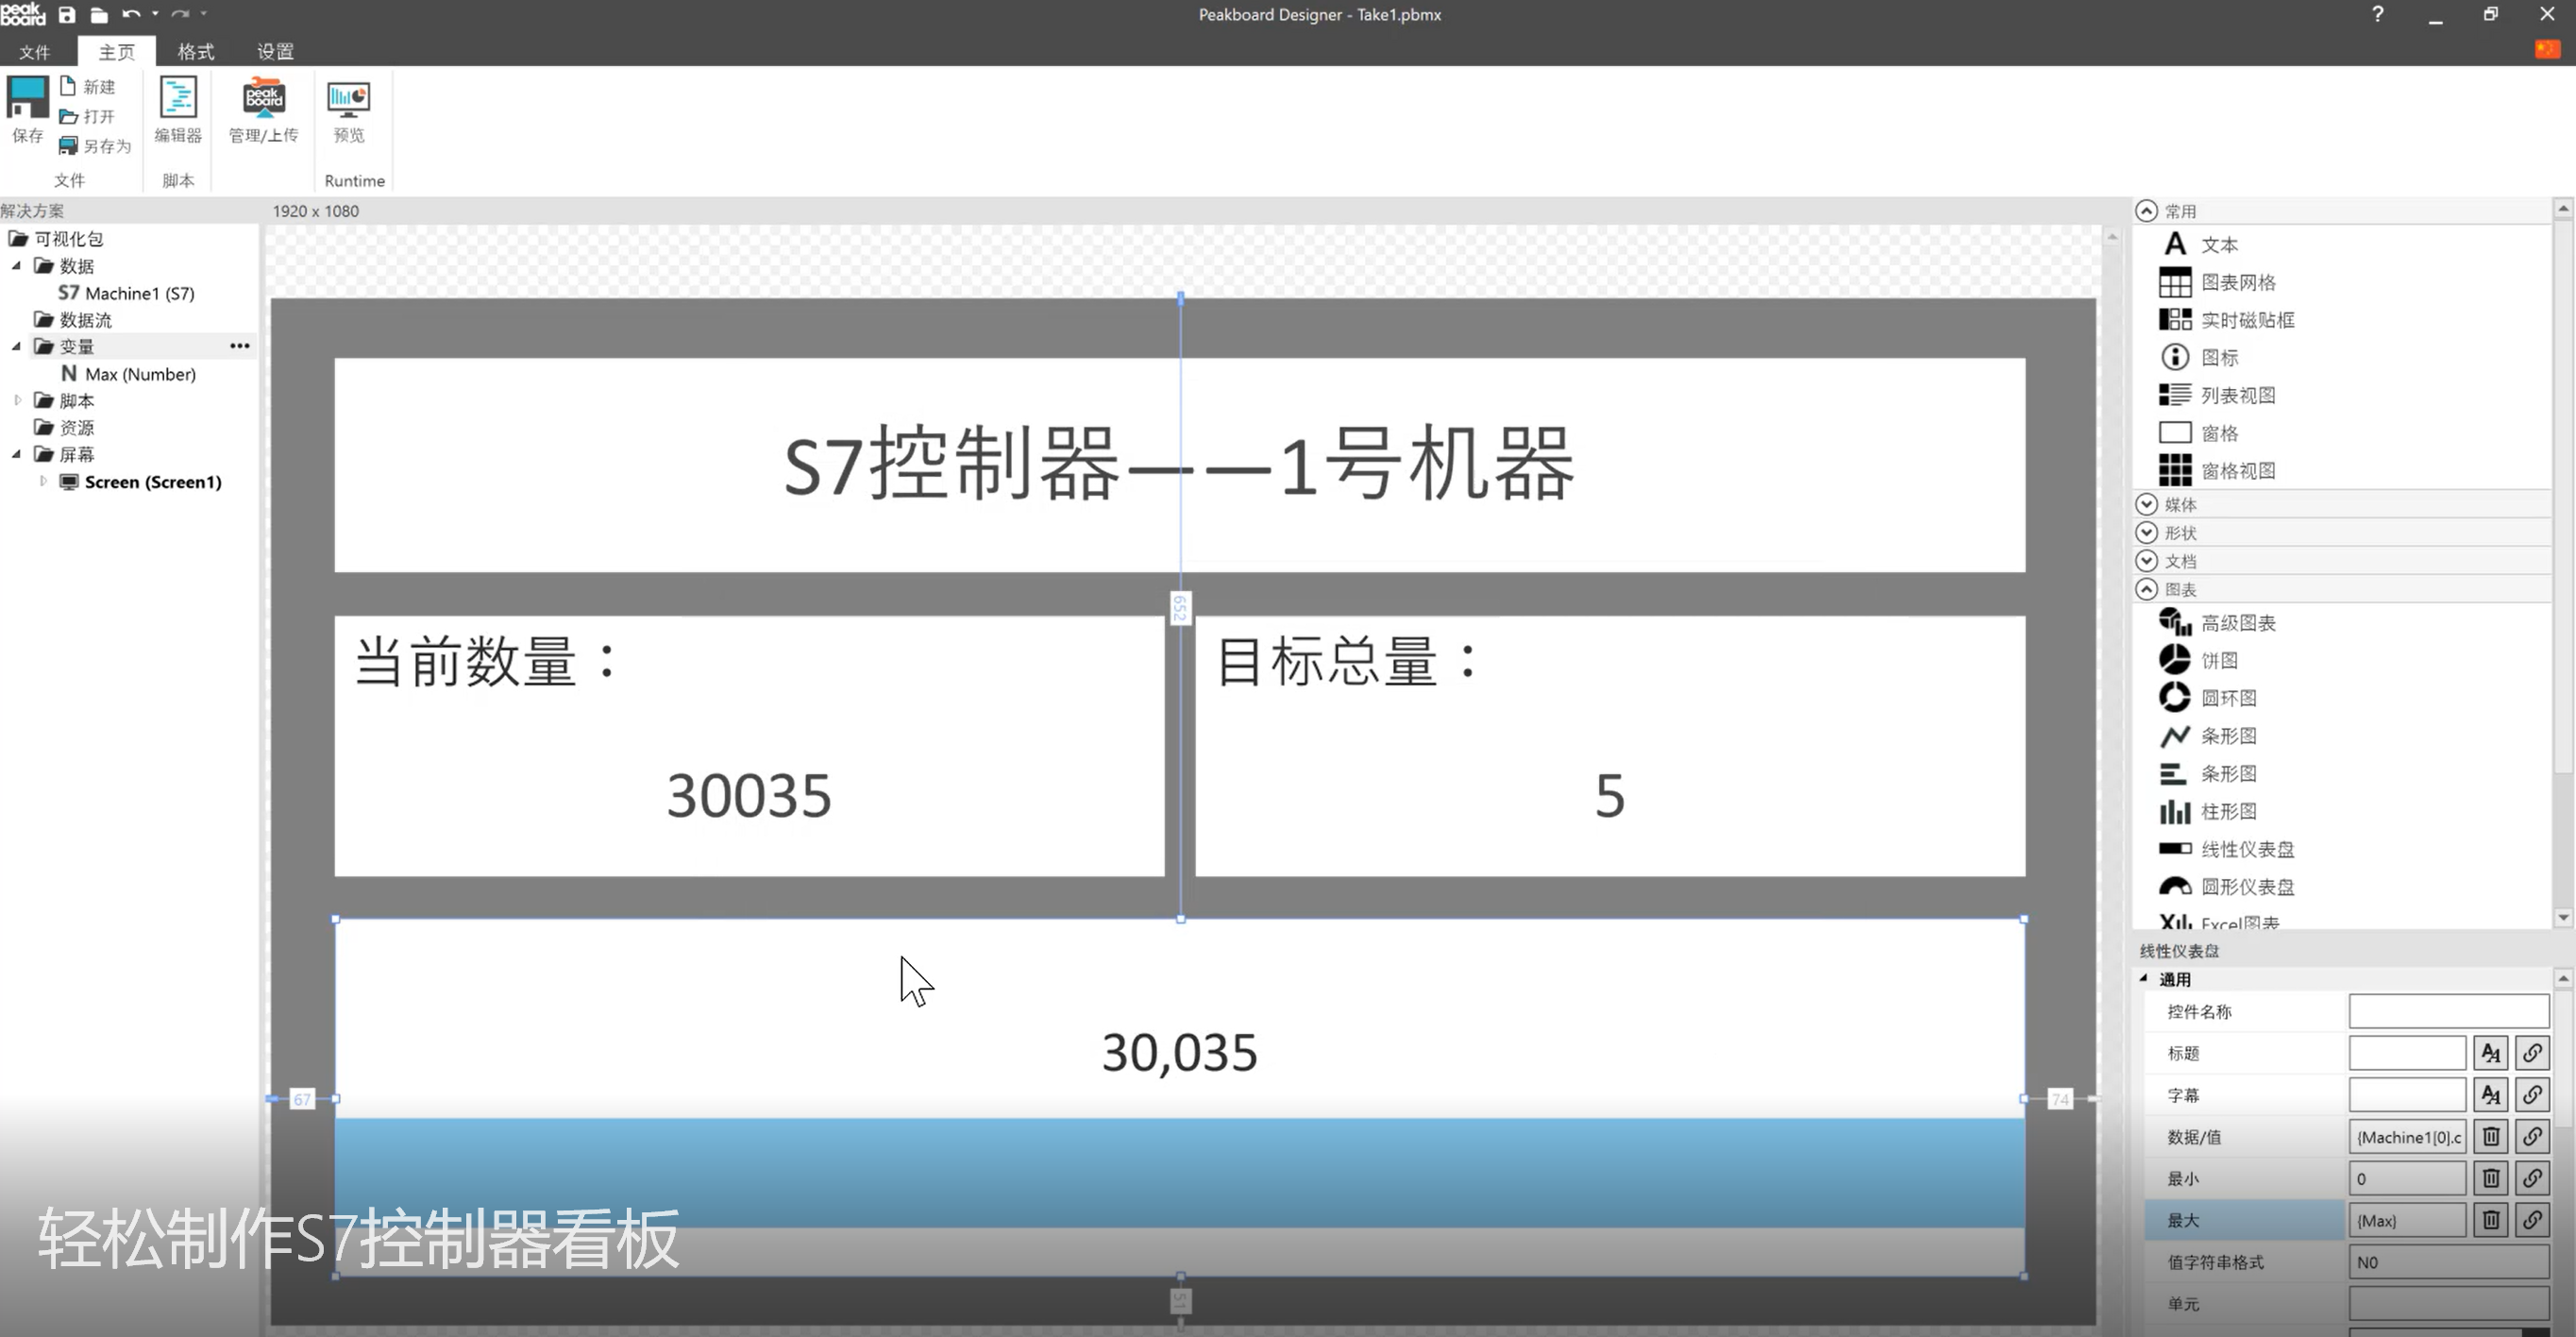 peak board
Peakboard Designer - Take1.pbmx
?
文件
主页
格式
设置
保存
新建
打开
另存为
文件
编辑器
脚本
peak board
管理/上传
预览
Runtime
解决方案
可视化包
数据
S7 Machine1 (S7)
数据流
变量
•••
N Max (Number)
脚本
资源
屏幕
Screen (Screen1)
1920 x 1080
S7控制器——1号机器
652
当前数量：
30035
目标总量：
5
30,035
67
74
51
轻松制作S7控制器看板
常用
A 文本
图表网格
实时磁贴框
图标
列表视图
窗格
窗格视图
媒体
形状
文档
图表
高级图表
饼图
圆环图
条形图
条形图
柱形图
线性仪表盘
圆形仪表盘
Excel图表
线性仪表盘
通用
控件名称
标题
字幕
数据/值 {Machine1[0].c
最小 0
最大 {Max}
值字符串格式 N0
单元